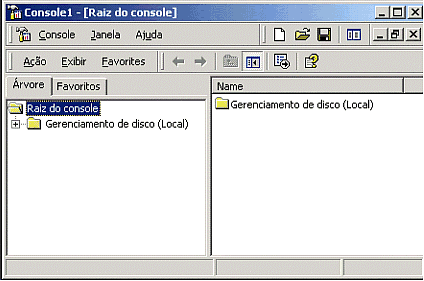 Console1 - [Raiz do console]
Console Janela Ajuda
Ação Exibir Favorites
Árvore Favoritos
Name
Raiz do console
Gerenciamento de disco (Local)
Gerenciamento de disco (Local)